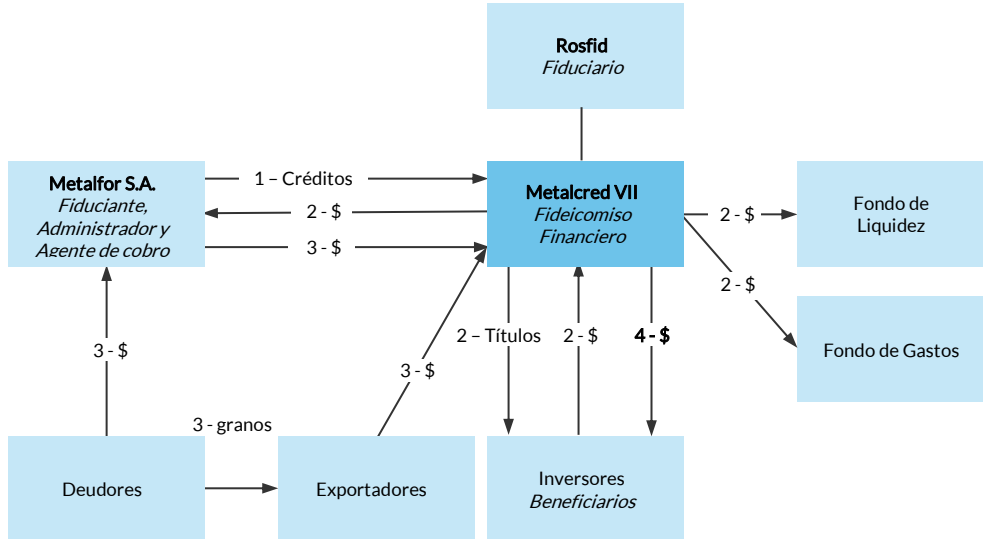 Rosfid
Fiduciario
Metalfor S.A.
Fiduciante,
Administrador y
Agente de cobro
1 – Créditos
2 - $
3 - $
Metalcred VII
Fideicomiso
Financiero
2 - $
Fondo de
Liquidez
2 - $
Fondo de Gastos
3 - $
2 – Títulos
2 - $
4 - $
3 - $
3 - granos
Deudores
Exportadores
Inversores
Beneficiarios